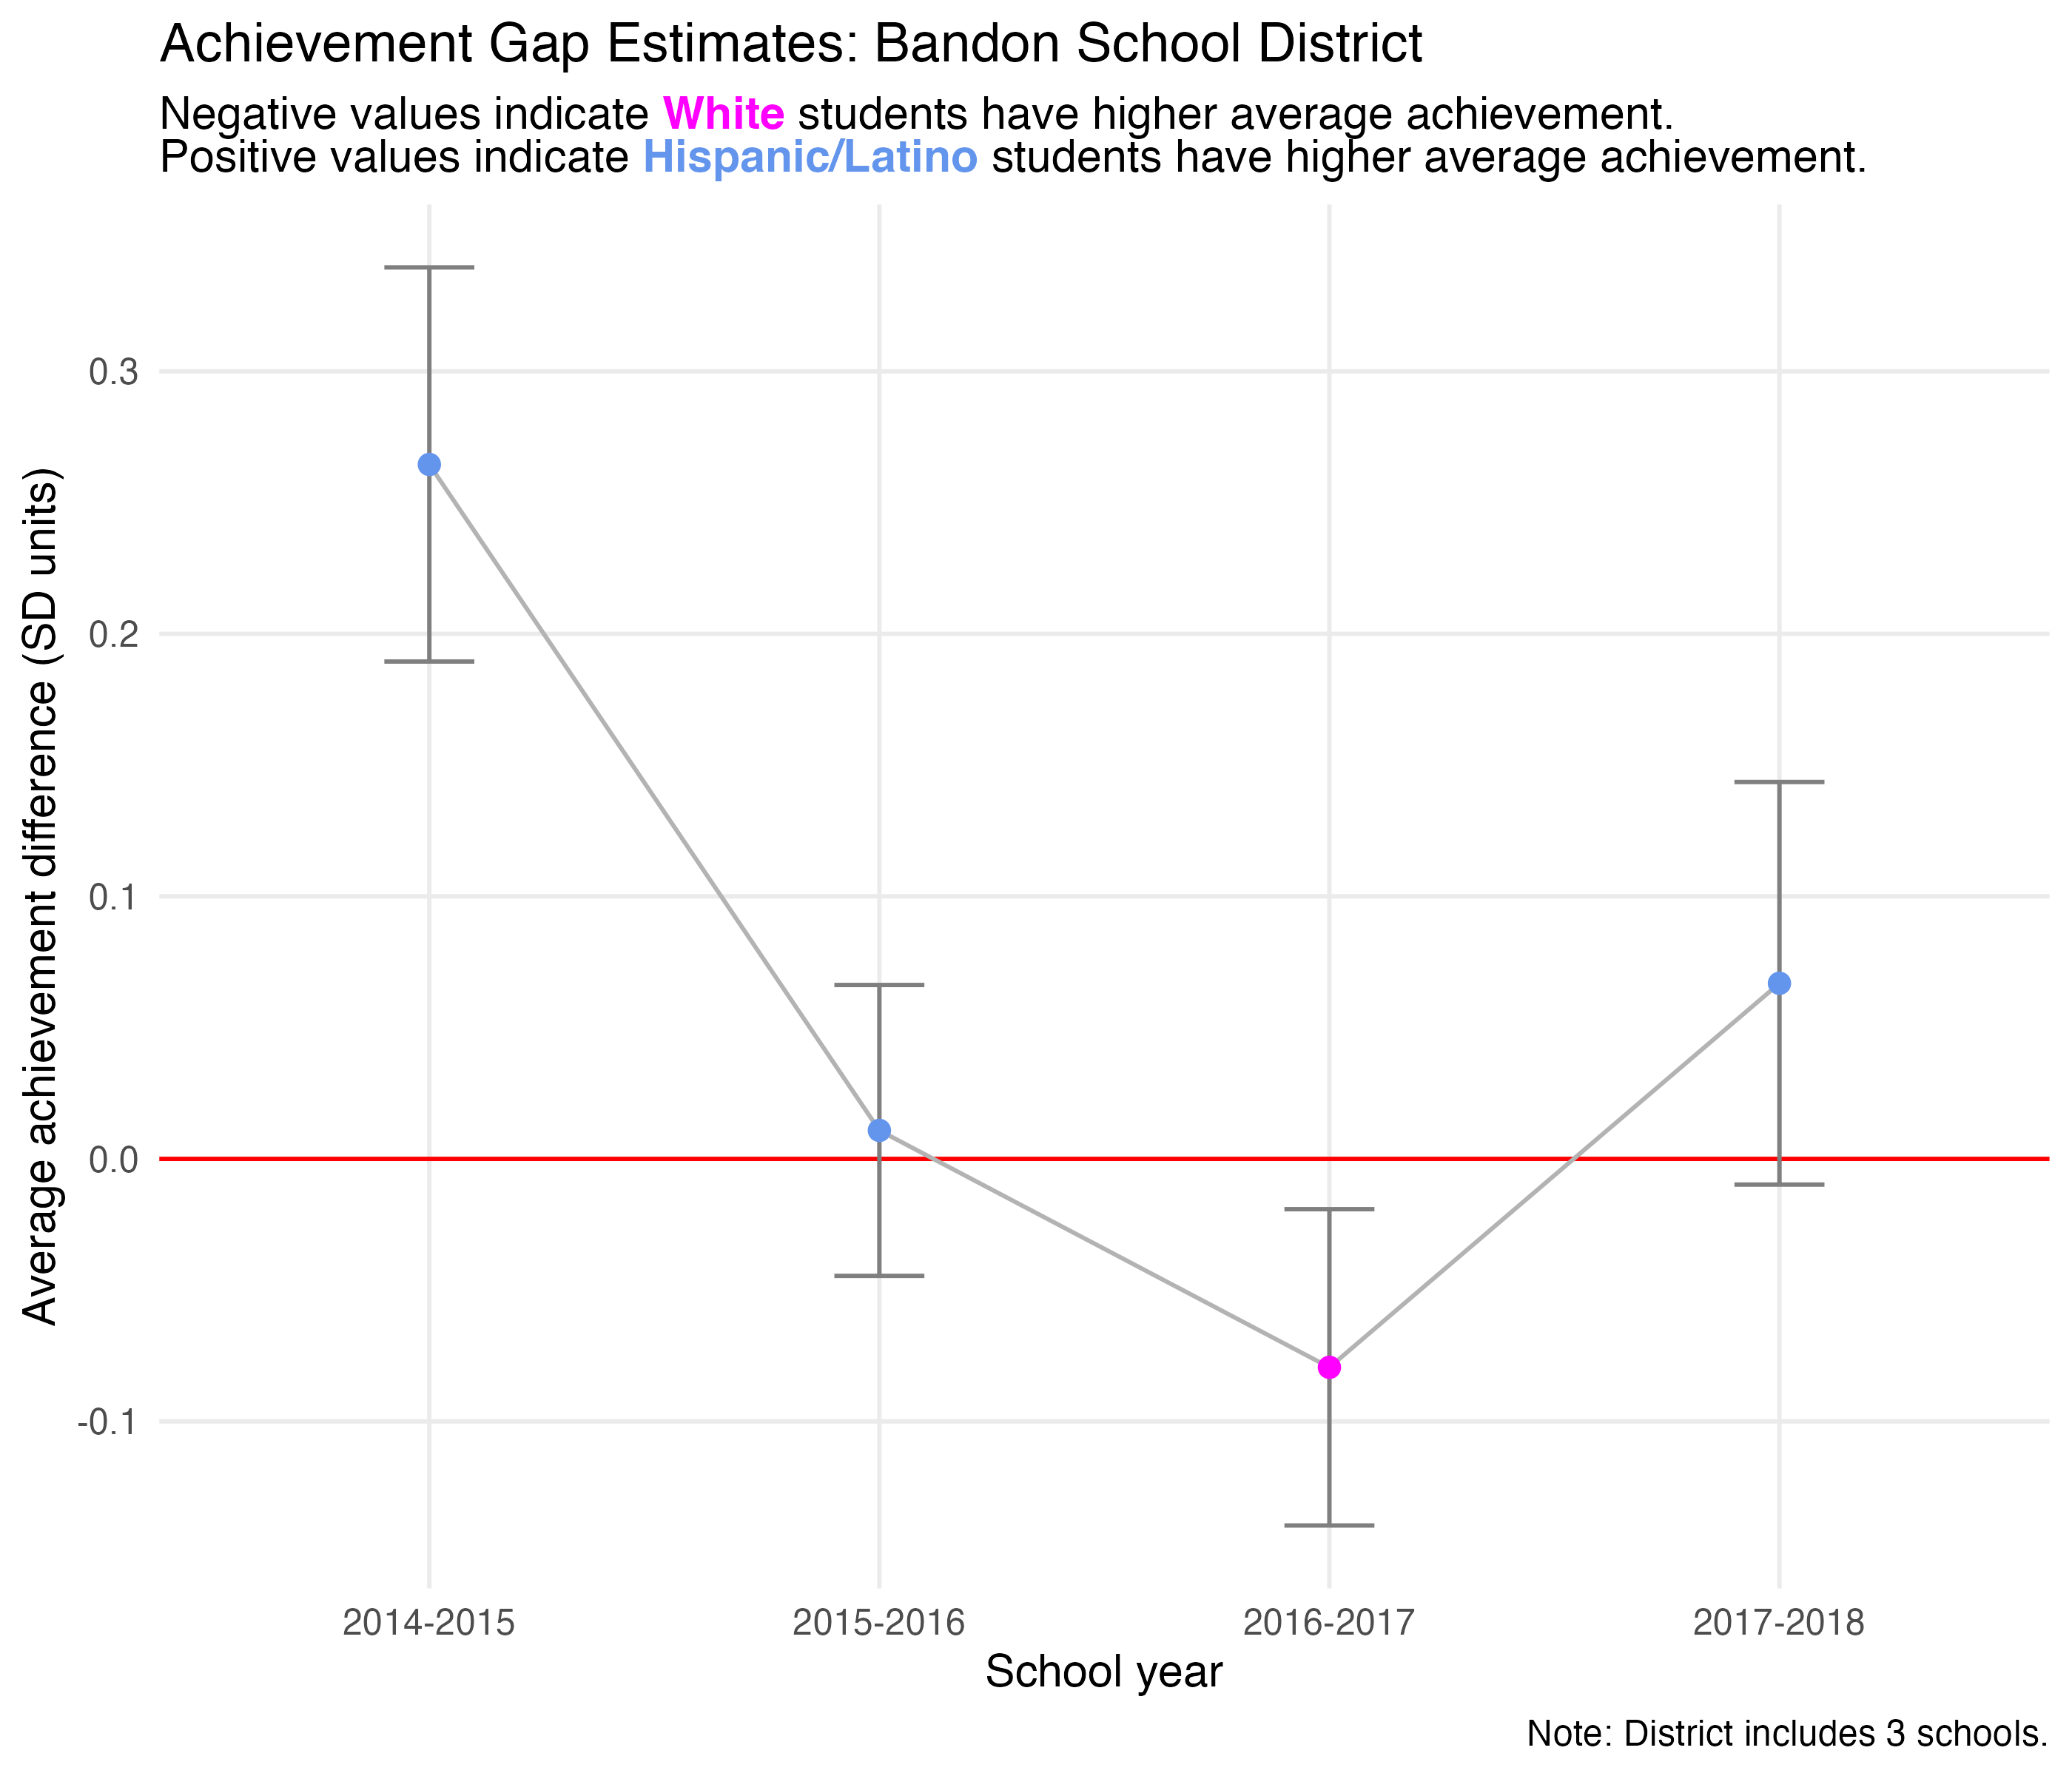 Achievement Gap Estimates: Bandon School District
Negative values indicate White students have higher average achievement.
Positive values indicate Hispanic/Latino students have higher average achievement.
Average achievement difference (SD units)
0.3
0.2
0.1
0.0
-0.1
2014-2015
2015-2016
2016-2017
2017-2018
School year
Note: District includes 3 schools.